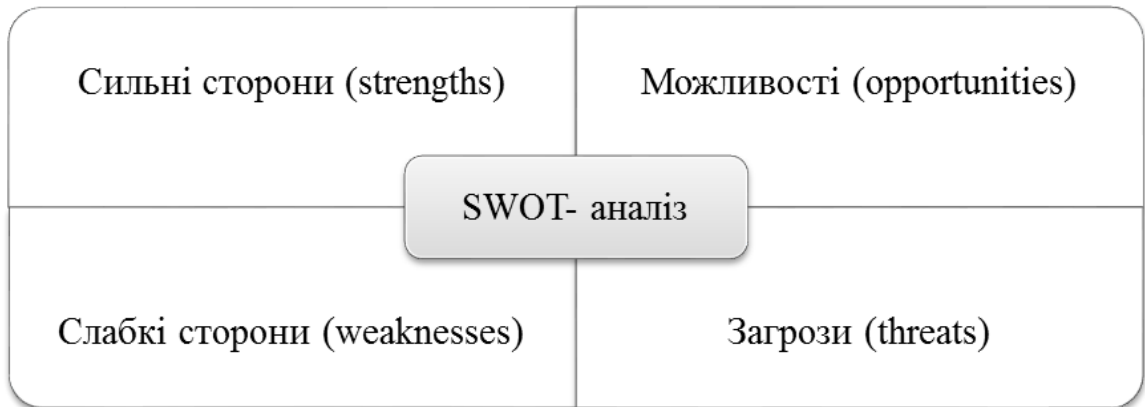 Сильні сторони (strengths)
Можливості (opportunities)
SWOT- аналіз
Слабкі сторони (weaknesses)
Загрози (threats)